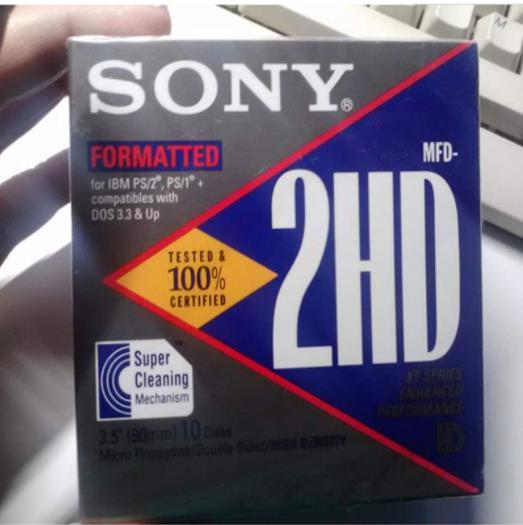 SONY®
FORMATTED
for IBM PS/2®, PS/1® +
compatibles with
DOS 3.3 & Up
MFD-
2HD
TESTED &
100%
CERTIFIED
Super
Cleaning
Mechanism
™
XT SERIES
ENHANCED
PERFORMANCE
HD
3.5" (90mm) 10 Disks
Micro Floppydisk/Double Sided/HIGH DENSITY
M